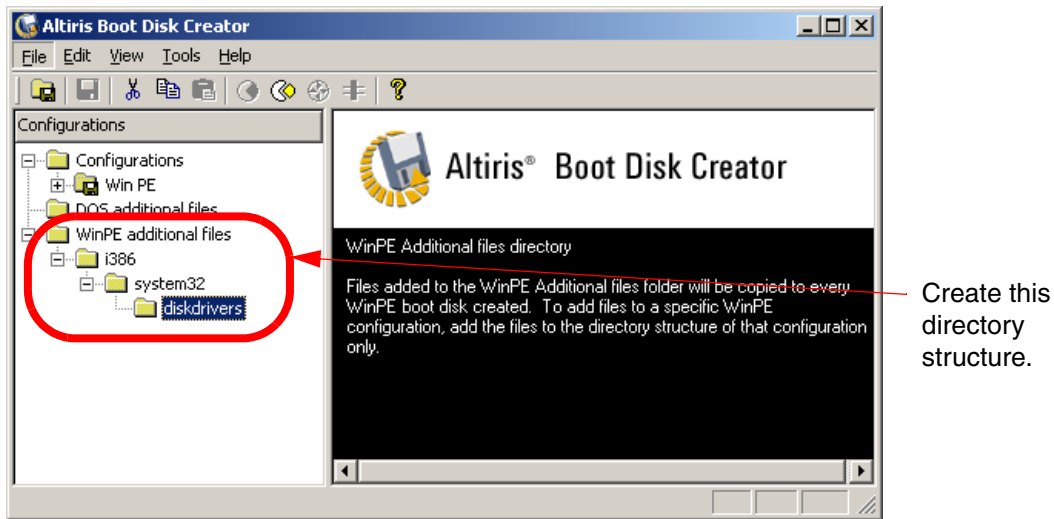 Altiris Boot Disk Creator
File Edit View Tools Help
Configurations
Configurations
Win PE
DOS additional files
WinPE additional files
i386
system32
diskdrivers
Altiris® Boot Disk Creator
WinPE Additional files directory
Files added to the WinPE Additional files folder will be copied to every
WinPE boot disk created. To add files to a specific WinPE
configuration, add the files to the directory structure of that configuration
only.
Create this
directory
structure.